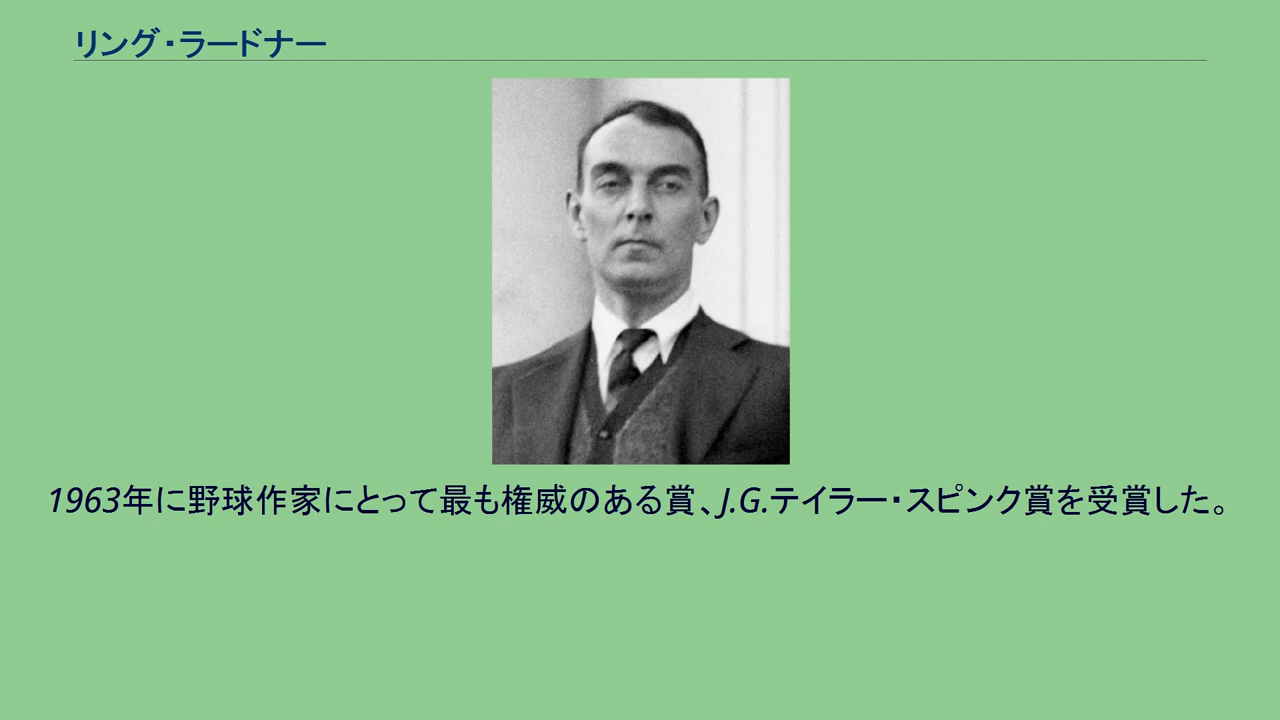 リング・ラードナー
1963年に野球作家にとって最も権威のある賞、J.G.テイラー・スピンク賞を受賞した。